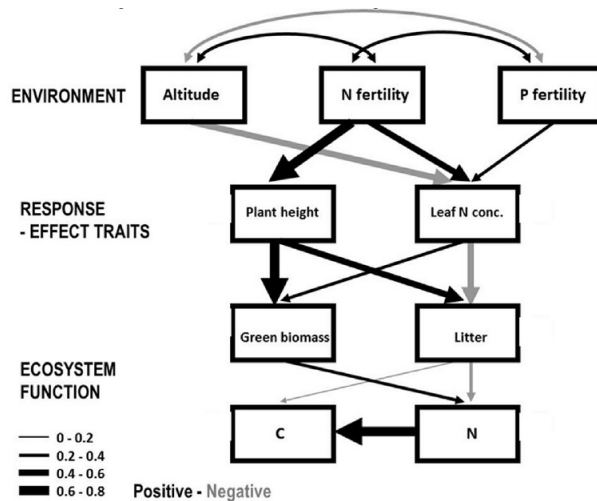 ENVIRONMENT
Altitude
N fertility
P fertility
RESPONSE
- EFFECT TRAITS
Plant height
Leaf N conc.
Green biomass
Litter
ECOSYSTEM
FUNCTION
C
N
0 - 0.2
0.2 - 0.4
0.4 - 0.6
0.6 - 0.8
Positive - Negative